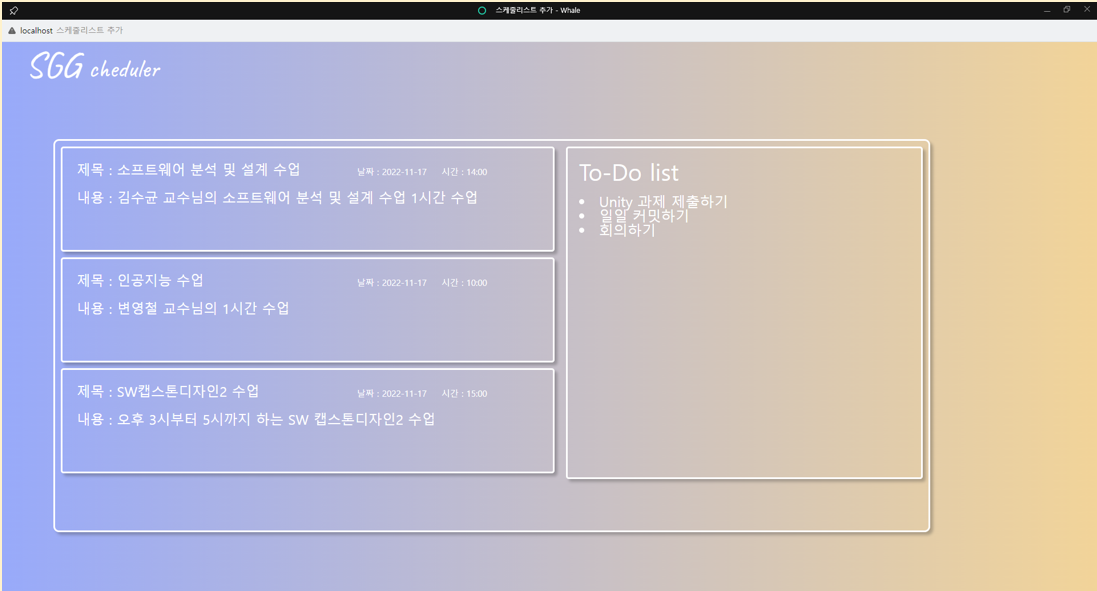 스케줄리스트 추가 - Whale
localhost 스케줄리스트 추가
SGG cheduler
제목 : 소프트웨어 분석 및 설계 수업 날짜 : 2022-11-17 시간 : 14:00
내용 : 김수균 교수님의 소프트웨어 분석 및 설계 수업 1시간 수업
제목 : 인공지능 수업 날짜 : 2022-11-17 시간 : 10:00
내용 : 변영철 교수님의 1시간 수업
제목 : SW캡스톤디자인2 수업 날짜 : 2022-11-17 시간 : 15:00
내용 : 오후 3시부터 5시까지 하는 SW 캡스톤디자인2 수업
To-Do list
• Unity 과제 제출하기
• 일일 커밋하기
• 회의하기